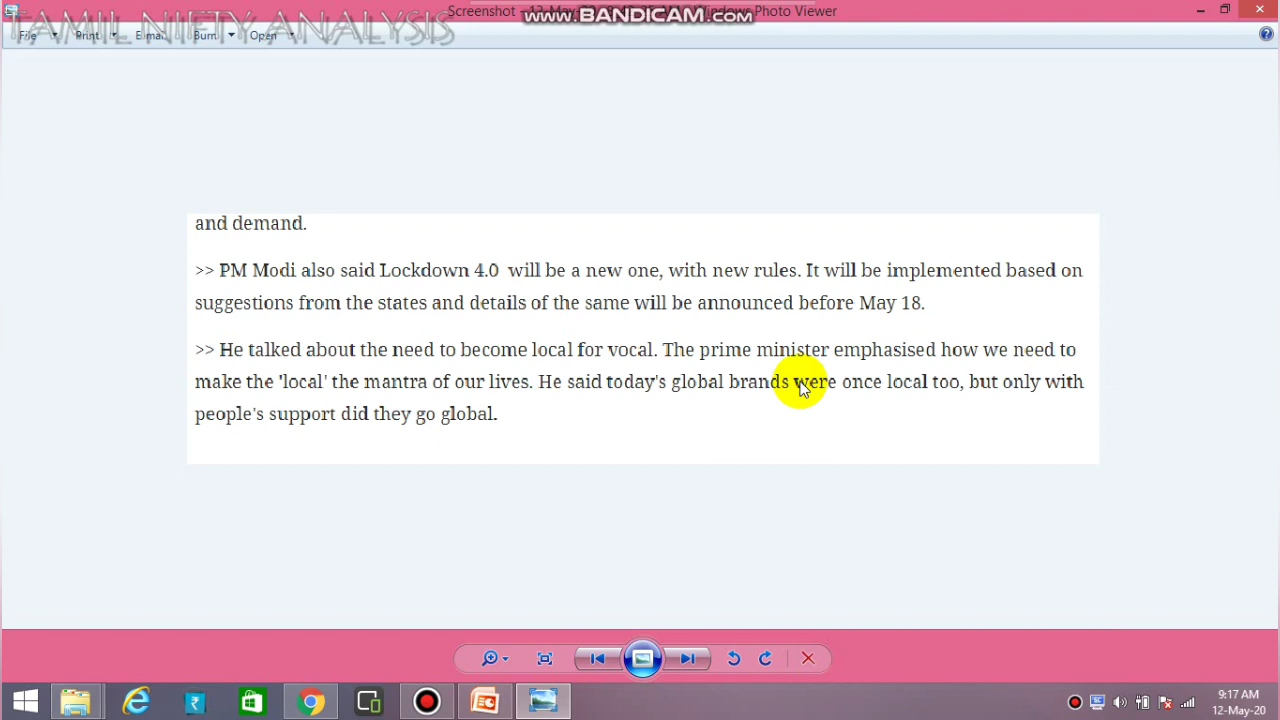 TAMIL NIFTY ANALYSIS
www.BANDICAM.com
Windows Photo Viewer
File Print E-mail Burn Open
and demand.
>> PM Modi also said Lockdown 4.0 will be a new one, with new rules. It will be implemented based on
suggestions from the states and details of the same will be announced before May 18.
>> He talked about the need to become local for vocal. The prime minister emphasised how we need to
make the 'local' the mantra of our lives. He said today's global brands were once local too, but only with
people's support did they go global.
9:17 AM
12-May-20